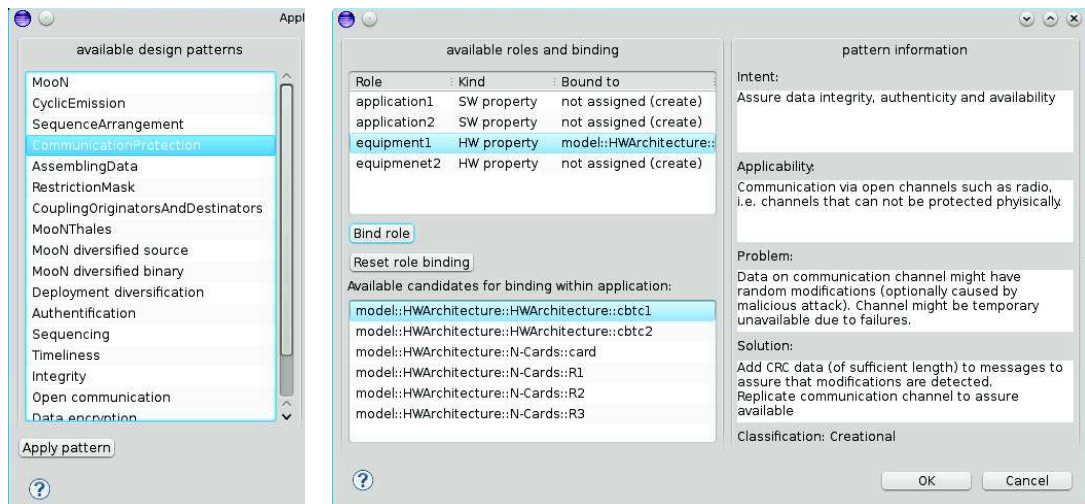 Appl
available design patterns
MooN
CyclicEmission
SequenceArrangement
CommunicationProtection
AssemblingData
RestrictionMask
CouplingOriginatorsAndDestinators
MooNThales
MooN diversified source
MooN diversified binary
Deployment diversification
Authentification
Sequencing
Timeliness
Integrity
Open communication
Data encryption
Apply pattern
?
available roles and binding
Role Kind Bound to
application1 SW property not assigned (create)
application2 SW property not assigned (create)
equipment1 HW property model::HWArchitecture::
equipmenet2 HW property not assigned (create)
Bind role
Reset role binding
Available candidates for binding within application:
model::HWArchitecture::HWArchitecture::cbtc1
model::HWArchitecture::HWArchitecture::cbtc2
model::HWArchitecture::N-Cards::card
model::HWArchitecture::N-Cards::R1
model::HWArchitecture::N-Cards::R2
model::HWArchitecture::N-Cards::R3
?
pattern information
Intent:
Assure data integrity, authenticity and availability
Applicability:
Communication via open channels such as radio,
i.e. channels that can not be protected phyisically.
Problem:
Data on communication channel might have
random modifications (optionally caused by
malicious attack). Channel might be temporary
unavailable due to failures.
Solution:
Add CRC data (of sufficient length) to messages to
assure that modifications are detected.
Replicate communication channel to assure
available
Classification: Creational
OK Cancel